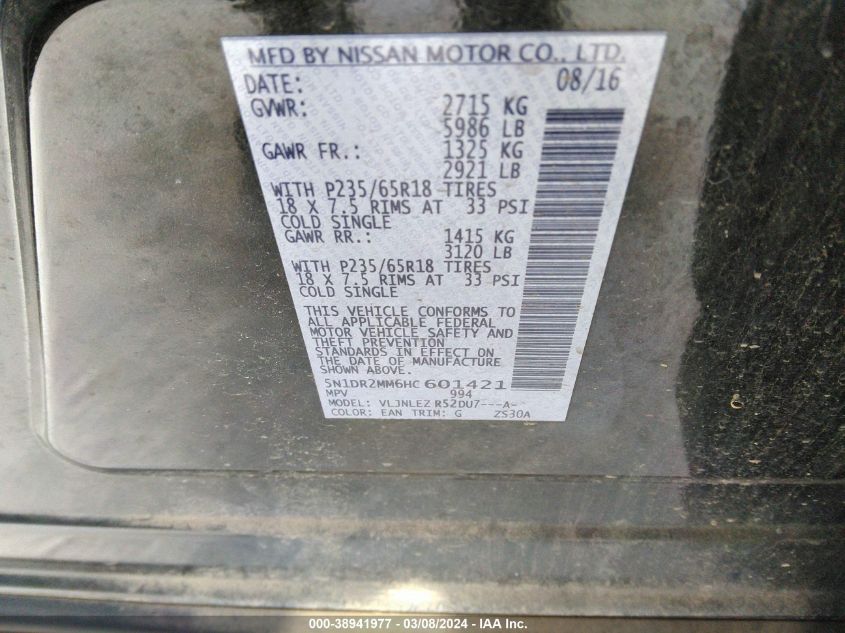 MFD BY NISSAN MOTOR CO., LTD.
DATE: 08/16
GVWR: 2715 KG
5986 LB
GAWR FR.: 1325 KG
2921 LB
WITH P235/65R18 TIRES
18 X 7.5 RIMS AT 33 PSI
COLD SINGLE
GAWR RR.: 1415 KG
3120 LB
WITH P235/65R18 TIRES
18 X 7.5 RIMS AT 33 PSI
COLD SINGLE
THIS VEHICLE CONFORMS TO
ALL APPLICABLE FEDERAL
MOTOR VEHICLE SAFETY AND
THEFT PREVENTION
STANDARDS IN EFFECT ON
THE DATE OF MANUFACTURE
SHOWN ABOVE.
5N1DR2MM6HC601421
MPV 994
MODEL: VLJNLEZ R52DU7---A-
COLOR: EAN TRIM: G ZS30A
000-38941977 - 03/08/2024 - IAA Inc.